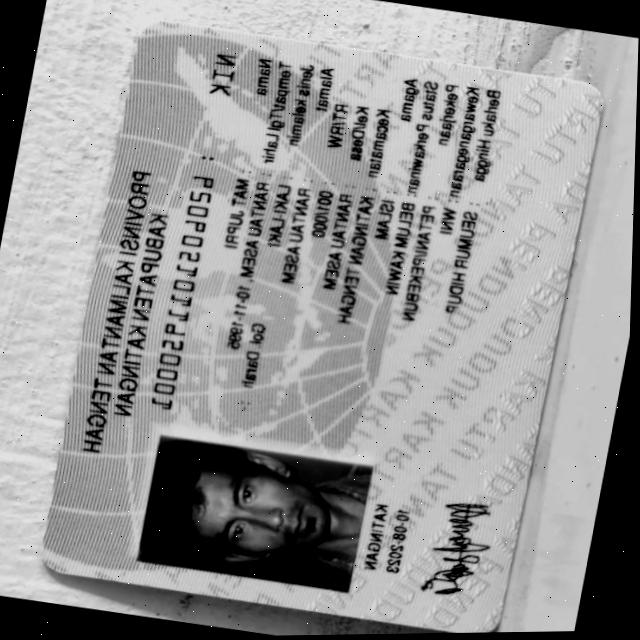 PROVINSI KALIMANTAN TENGAH
KABUPATEN KATINGAN
NIK : 6206051011950001
Nama : MAT JUPRI
Tempat/Tgl Lahir : RANTAU ASEM, 10-11-1995
Jenis kelamin : LAKI-LAKI Gol. Darah : -
Alamat : RANTAU ASEM
RT/RW : 001/000
Kel/Desa : RANTAU ASEM
Kecamatan : KATINGAN TENGAH
Agama : ISLAM
Status Perkawinan: BELUM KAWIN
Pekerjaan : PETANI/PEKEBUN
Kewarganegaraan: WNI
Berlaku Hingga : SEUMUR HIDUP
KATINGAN
10-08-2023